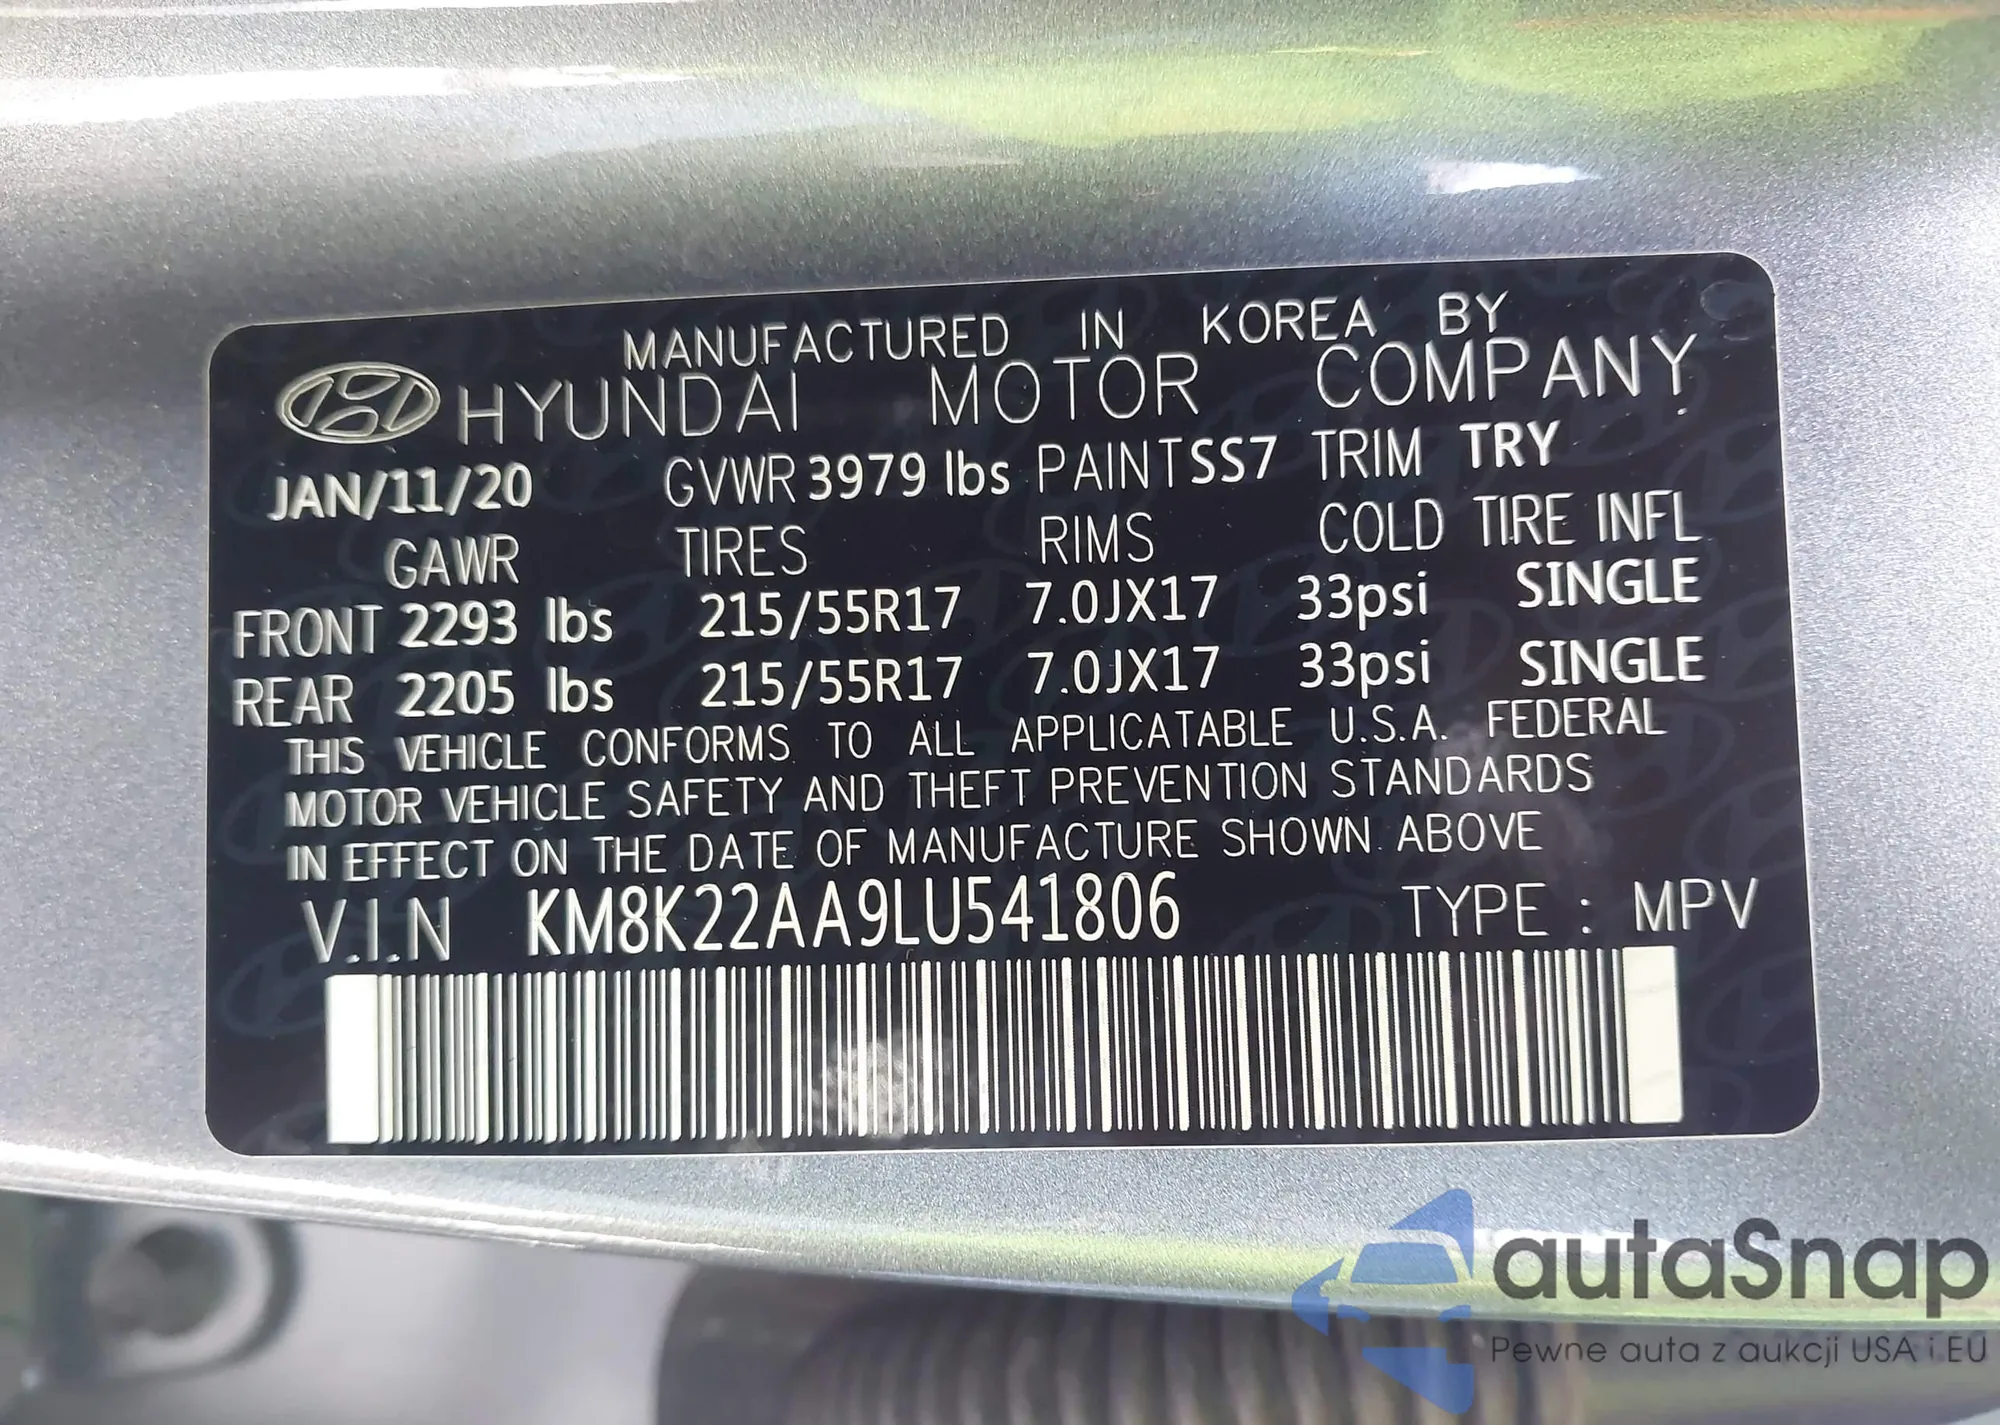 MANUFACTURED IN KOREA BY
HYUNDAI MOTOR COMPANY
JAN/11/20 GVWR 3979 lbs PAINT SS7 TRIM TRY
GAWR TIRES RIMS COLD TIRE INFL.
FRONT 2293 lbs 215/55R17 7.0JX17 33psi SINGLE
REAR 2205 lbs 215/55R17 7.0JX17 33psi SINGLE
THIS VEHICLE CONFORMS TO ALL APPLICATABLE U.S.A. FEDERAL
MOTOR VEHICLE SAFETY AND THEFT PREVENTION STANDARDS
IN EFFECT ON THE DATE OF MANUFACTURE SHOWN ABOVE
V.I.N KM8K22AA9LU541806 TYPE : MPV
autaSnap
Pewne auta z aukcji USA i EU